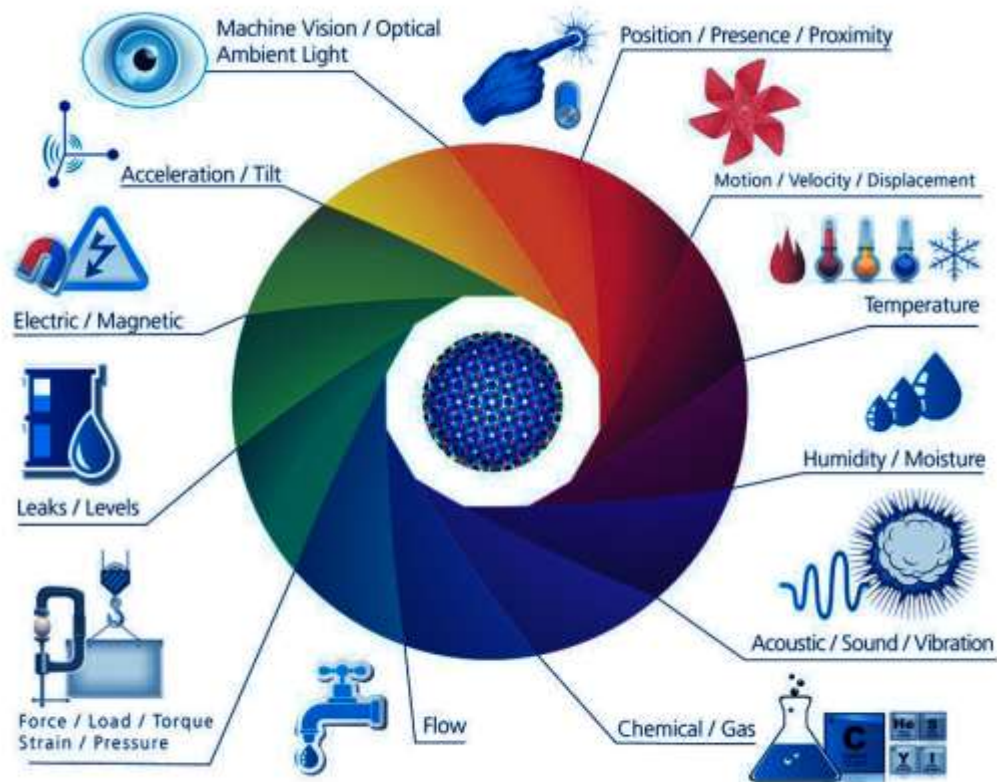 Machine Vision / Optical
Ambient Light
Position / Presence / Proximity
Acceleration / Tilt
Motion / Velocity / Displacement
Electric / Magnetic
Temperature
Leaks / Levels
Humidity / Moisture
Acoustic / Sound / Vibration
Force / Load / Torque
Strain / Pressure
Flow
Chemical / Gas
C
He
S
Y
I